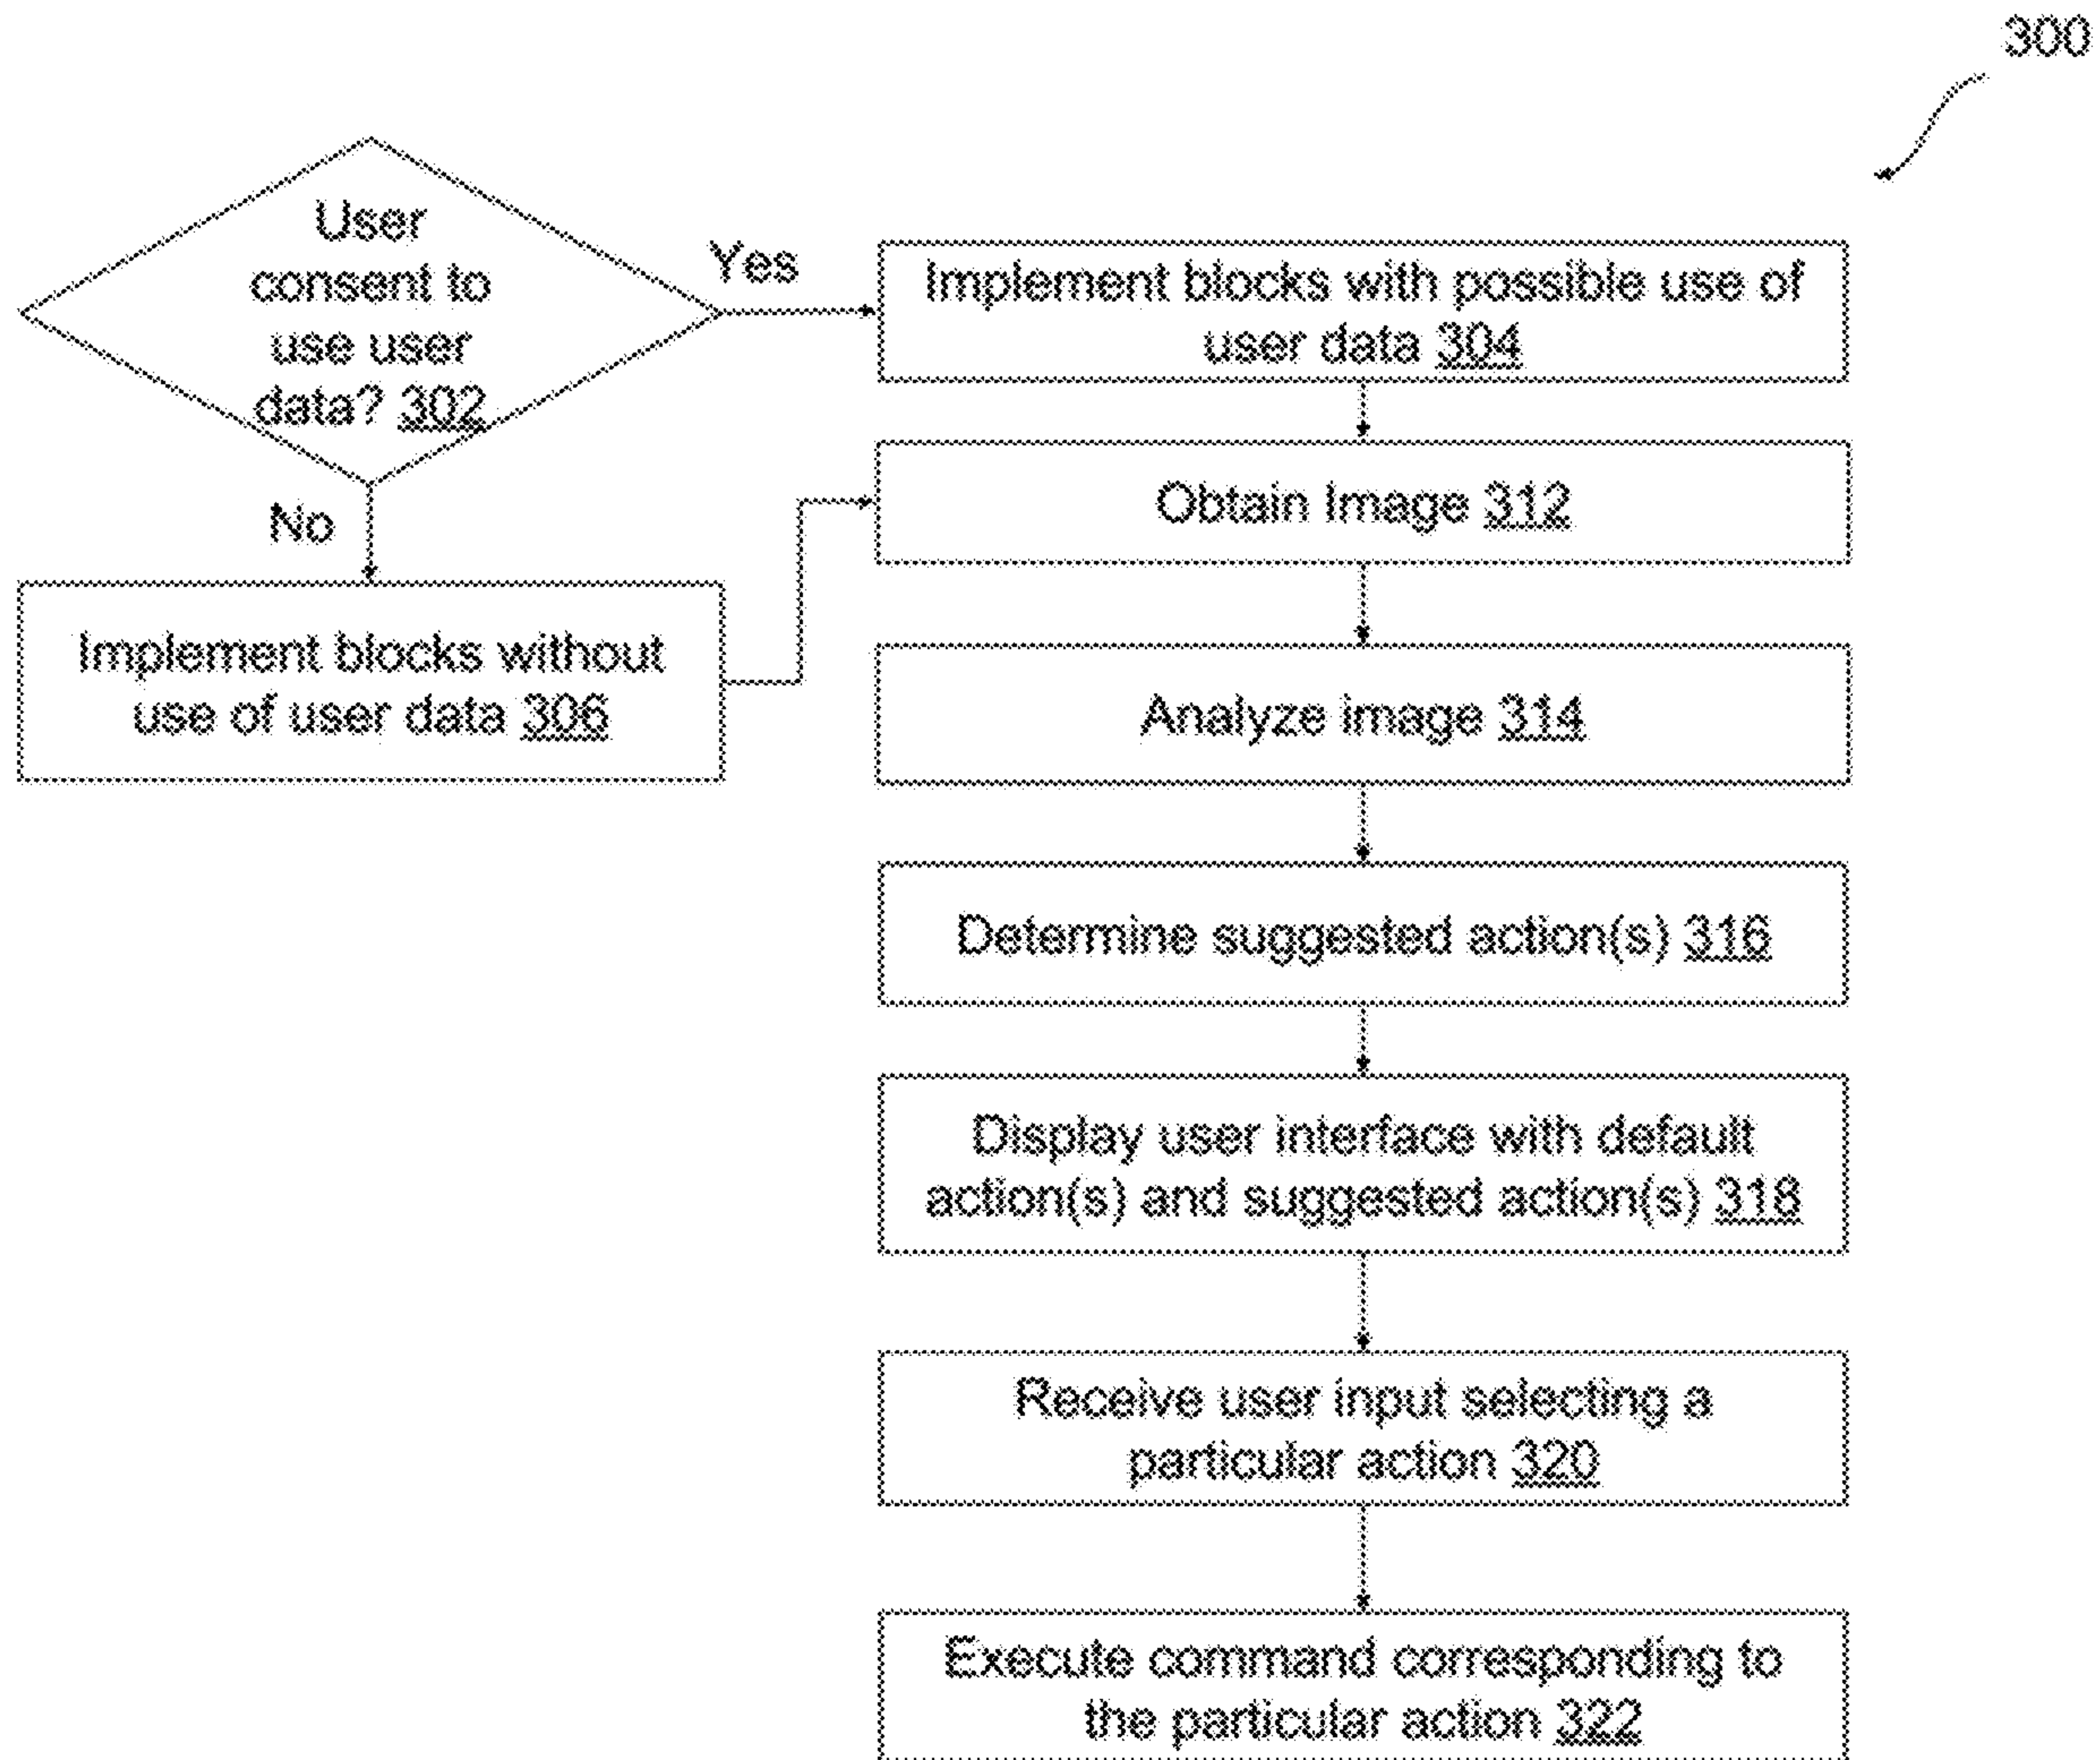 300
User
consent to
use user
data? 302
Yes
Implement blocks with possible use of
user data 304
Obtain Image 312
No
Implement blocks without
use of user data 306
Analyze image 314
Determine suggested action(s) 316
Display user interface with default
action(s) and suggested action(s) 318
Receive user input selecting a
particular action 320
Execute command corresponding to
the particular action 322